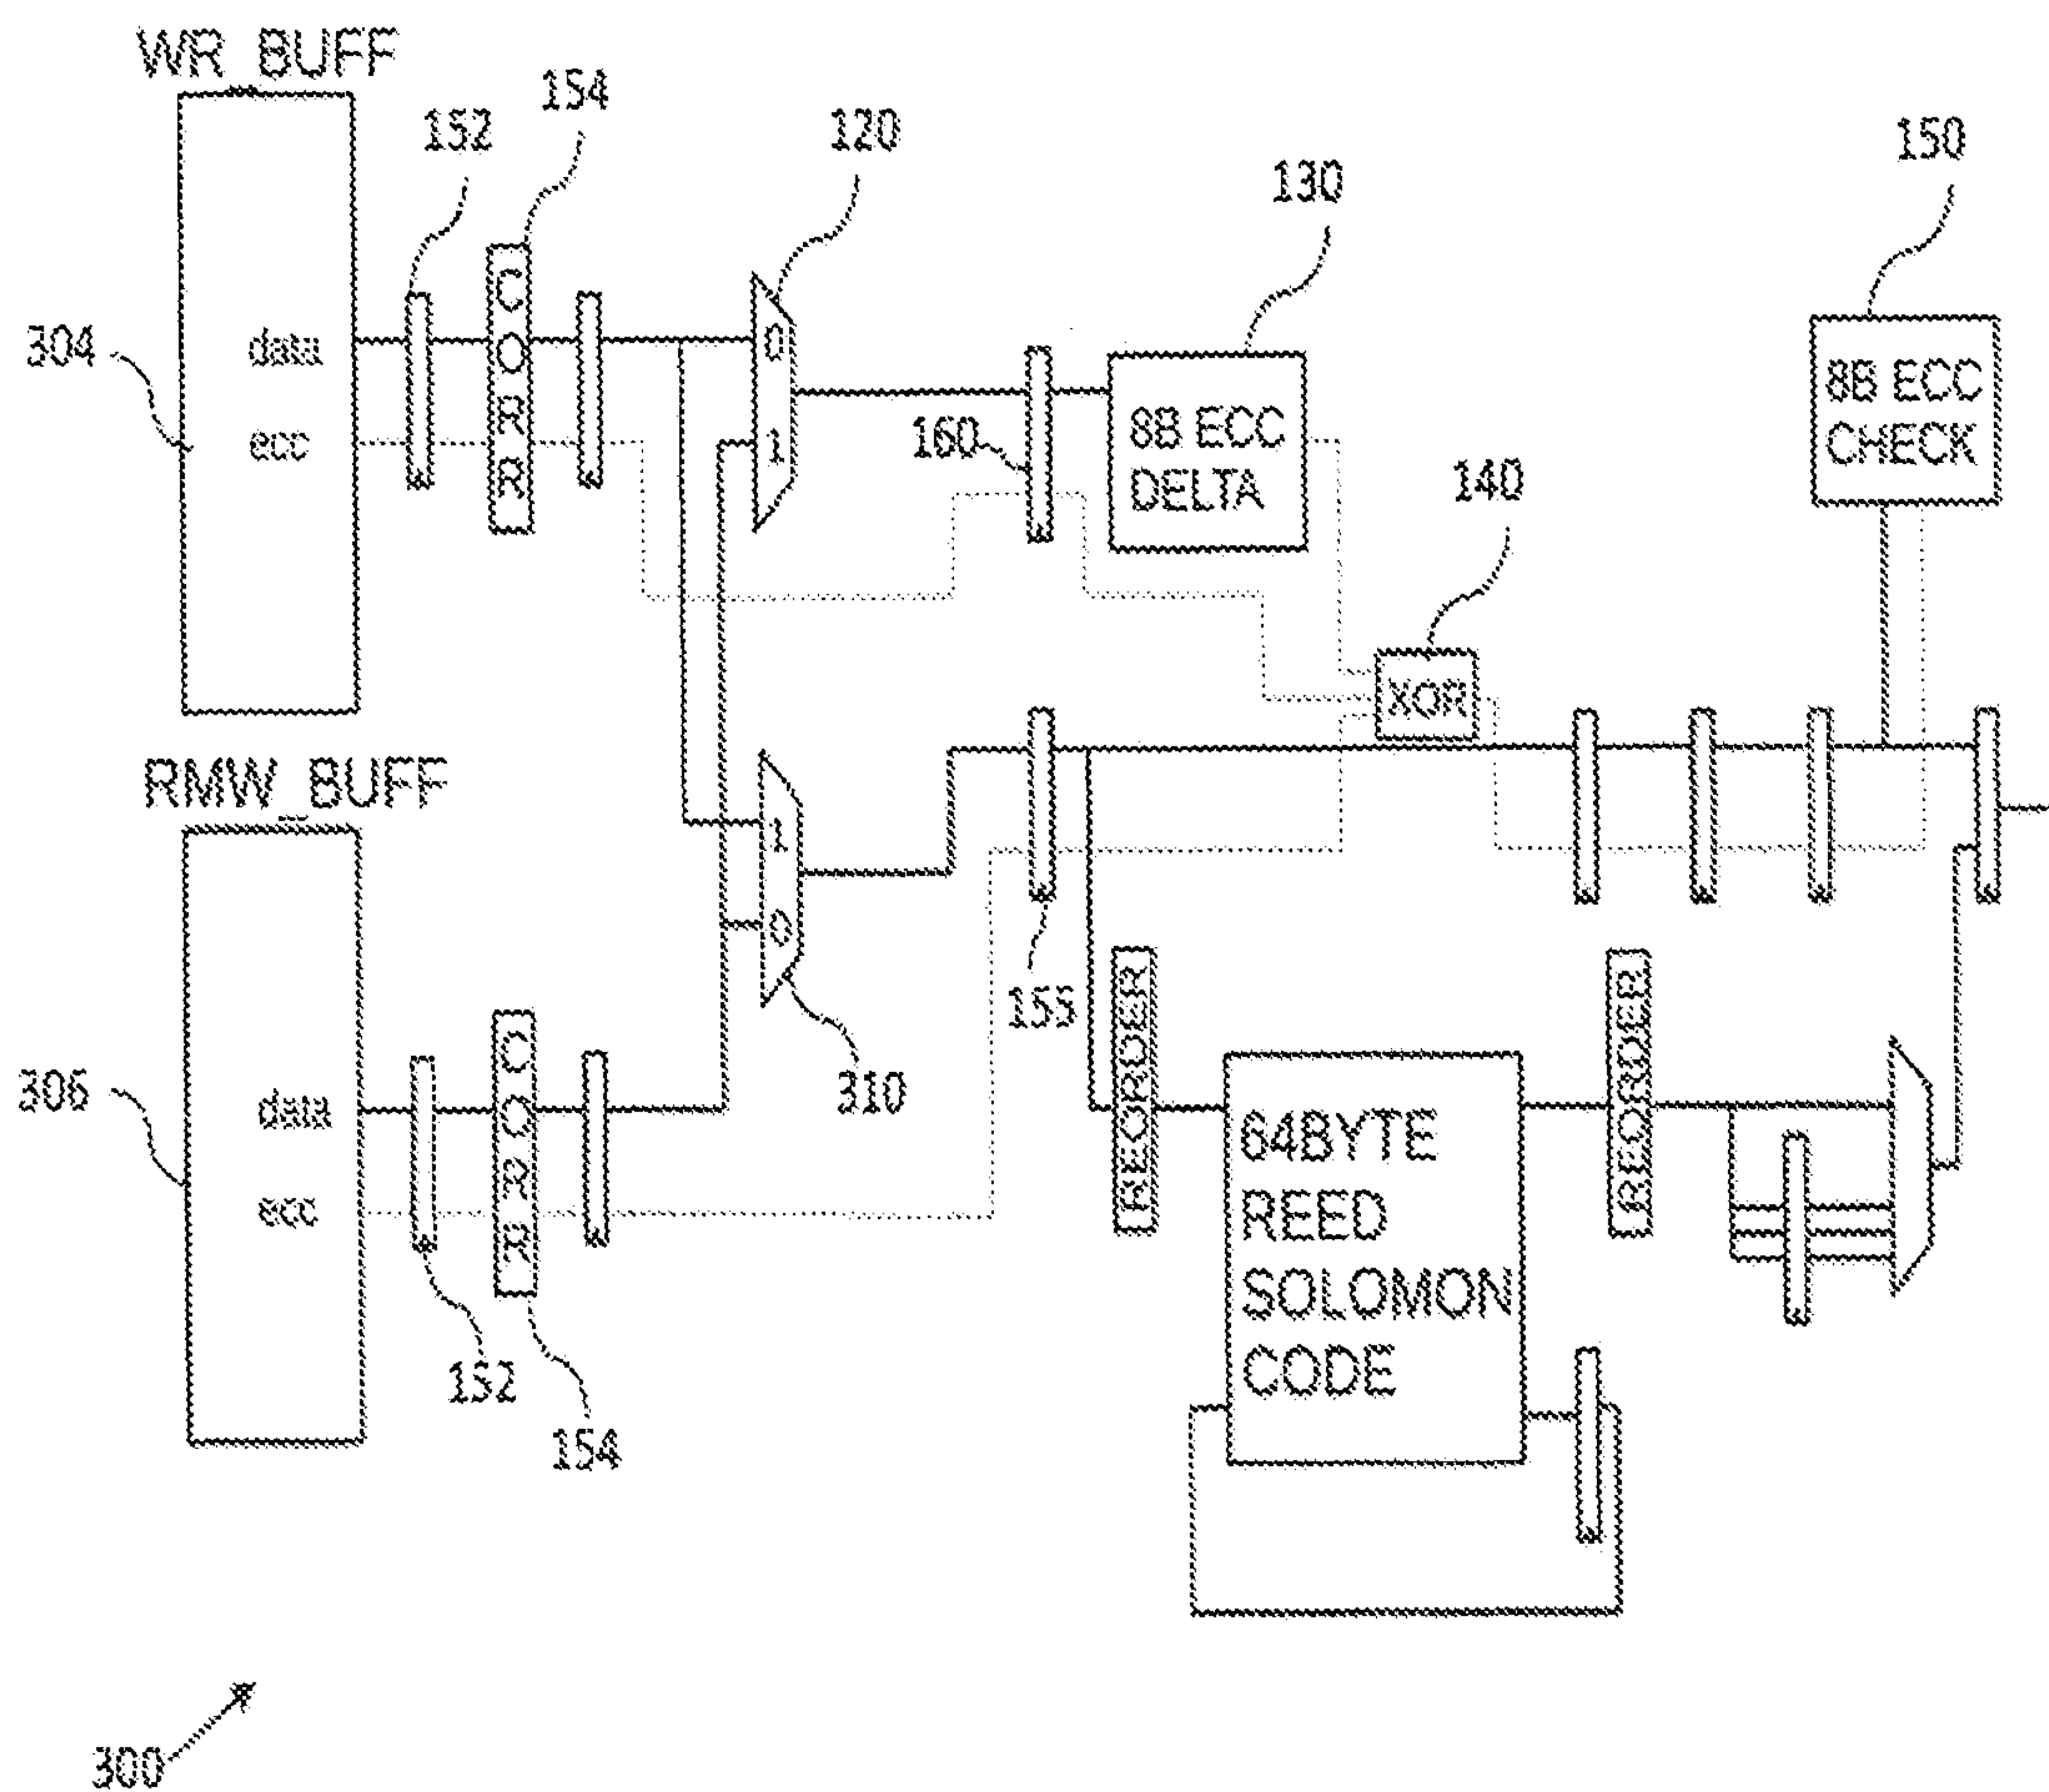 WR_BUFF
154
152
120
150
130
C
O
R
R
304
data
ecc
0
1
160
8B ECC
DELTA
8B ECC
CHECK
140
XOR
RMW_BUFF
1
0
155
310
306
data
ecc
C
O
R
R
REORDER
REORDER
64BYTE
REED
SOLOMON
CODE
152
154
300